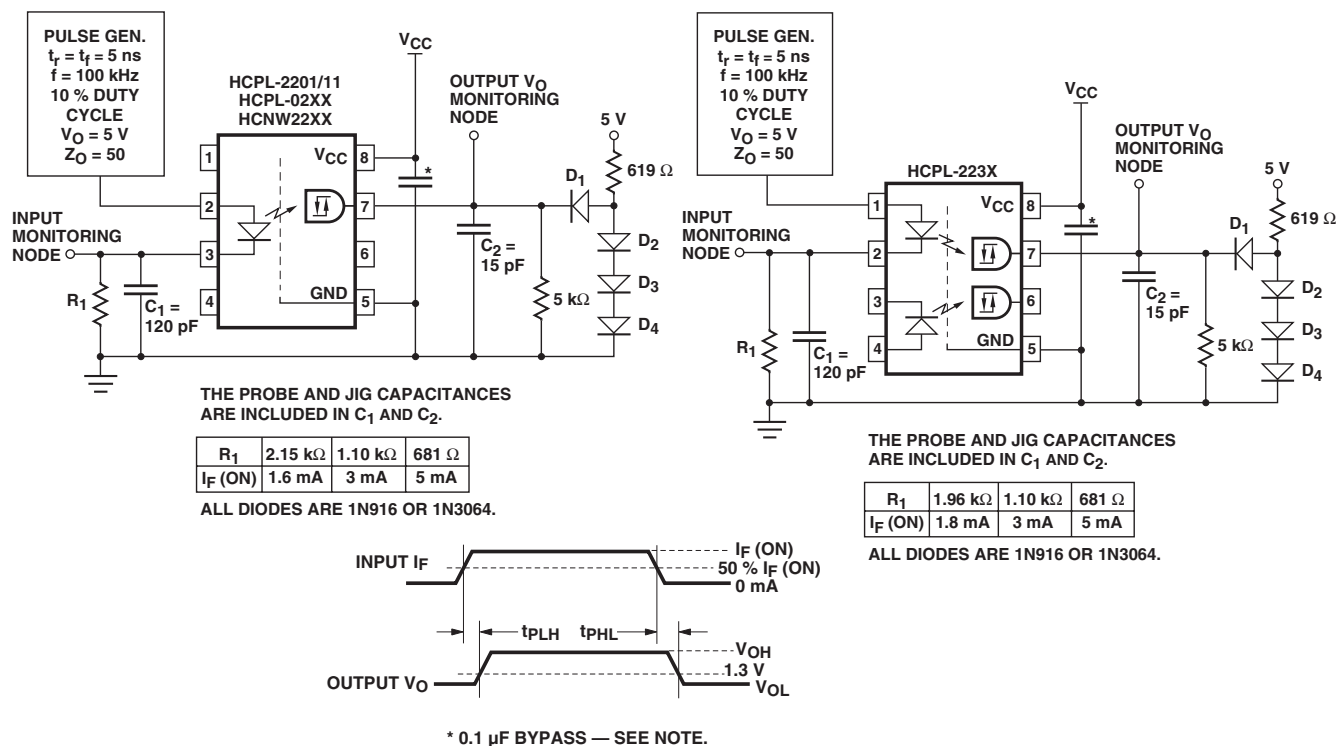 PULSE GEN.
tr = tf = 5 ns
f = 100 kHz
10 % DUTY
CYCLE
VO = 5 V
ZO = 50
HCPL-2201/11
HCPL-02XX
HCNW22XX
VCC
OUTPUT VO
MONITORING
NODE
5 V
619 Ω
D1
1
VCC
8
*
2
7
INPUT
MONITORING
NODE
3
6
C2 =
15 pF
D2
D3
R1
C1 =
120 pF
4
GND
5
5 kΩ
D4
THE PROBE AND JIG CAPACITANCES
ARE INCLUDED IN C1 AND C2.
R1 2.15 kΩ 1.10 kΩ 681 Ω
IF (ON) 1.6 mA 3 mA 5 mA
ALL DIODES ARE 1N916 OR 1N3064.
PULSE GEN.
tr = tf = 5 ns
f = 100 kHz
10 % DUTY
CYCLE
VO = 5 V
ZO = 50
HCPL-223X
VCC
OUTPUT VO
MONITORING
NODE
5 V
619 Ω
D1
1
VCC
8
*
INPUT
MONITORING
NODE
2
7
C2 =
15 pF
D2
3
6
D3
R1
C1 =
120 pF
4
GND
5
5 kΩ
D4
THE PROBE AND JIG CAPACITANCES
ARE INCLUDED IN C1 AND C2.
R1 1.96 kΩ 1.10 kΩ 681 Ω
IF (ON) 1.8 mA 3 mA 5 mA
ALL DIODES ARE 1N916 OR 1N3064.
INPUT IF
IF (ON)
50 % IF (ON)
0 mA
tPLH tPHL
OUTPUT VO
VOH
1.3 V
VOL
* 0.1 µF BYPASS — SEE NOTE.